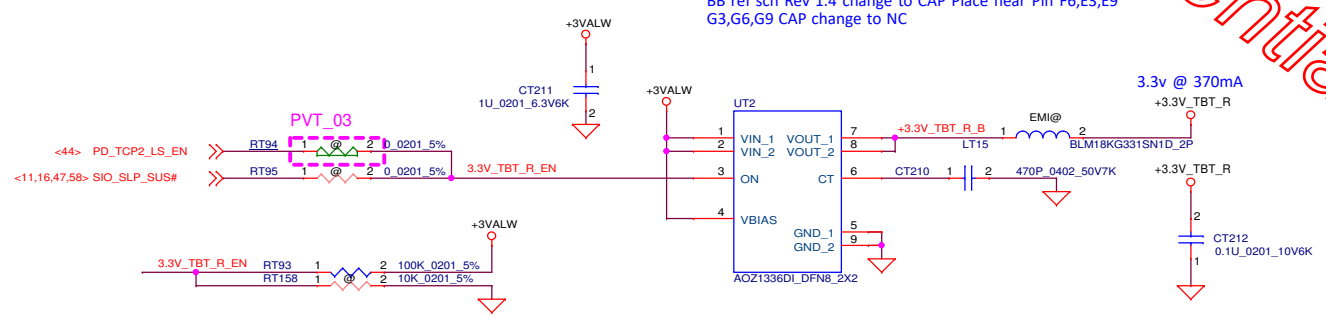 BB ref sch Rev 1.4 change to CAP Place near Pin F6,E3,E9
G3,G6,G9 CAP change to NC
+3VALW
1
CT211
1U_0201_6.3V6K
2
PVT_03
<44> PD_TCP2_LS_EN
RT94 1 @ 2 0_0201_5%
<11,16,47,58> SIO_SLP_SUS#
RT95 1 @ 2 0_0201_5%
3.3V_TBT_R_EN
+3VALW
UT2
1 VIN_1 VOUT_1 7
2 VIN_2 VOUT_2 8
3 ON CT 6
4 VBIAS
GND_1 5
GND_2 9
AOZ1336DI_DFN8_2X2
+3.3V_TBT_R_B
1 EMI@ 2
LT15 BLM18KG331SN1D_2P
3.3v @ 370mA
+3.3V_TBT_R
CT210 1 2 470P_0402_50V7K
+3.3V_TBT_R
2
CT212
0.1U_0201_10V6K
1
+3VALW
3.3V_TBT_R_EN RT93 1 2 100K_0201_5%
RT158 1 @ 2 10K_0201_5%